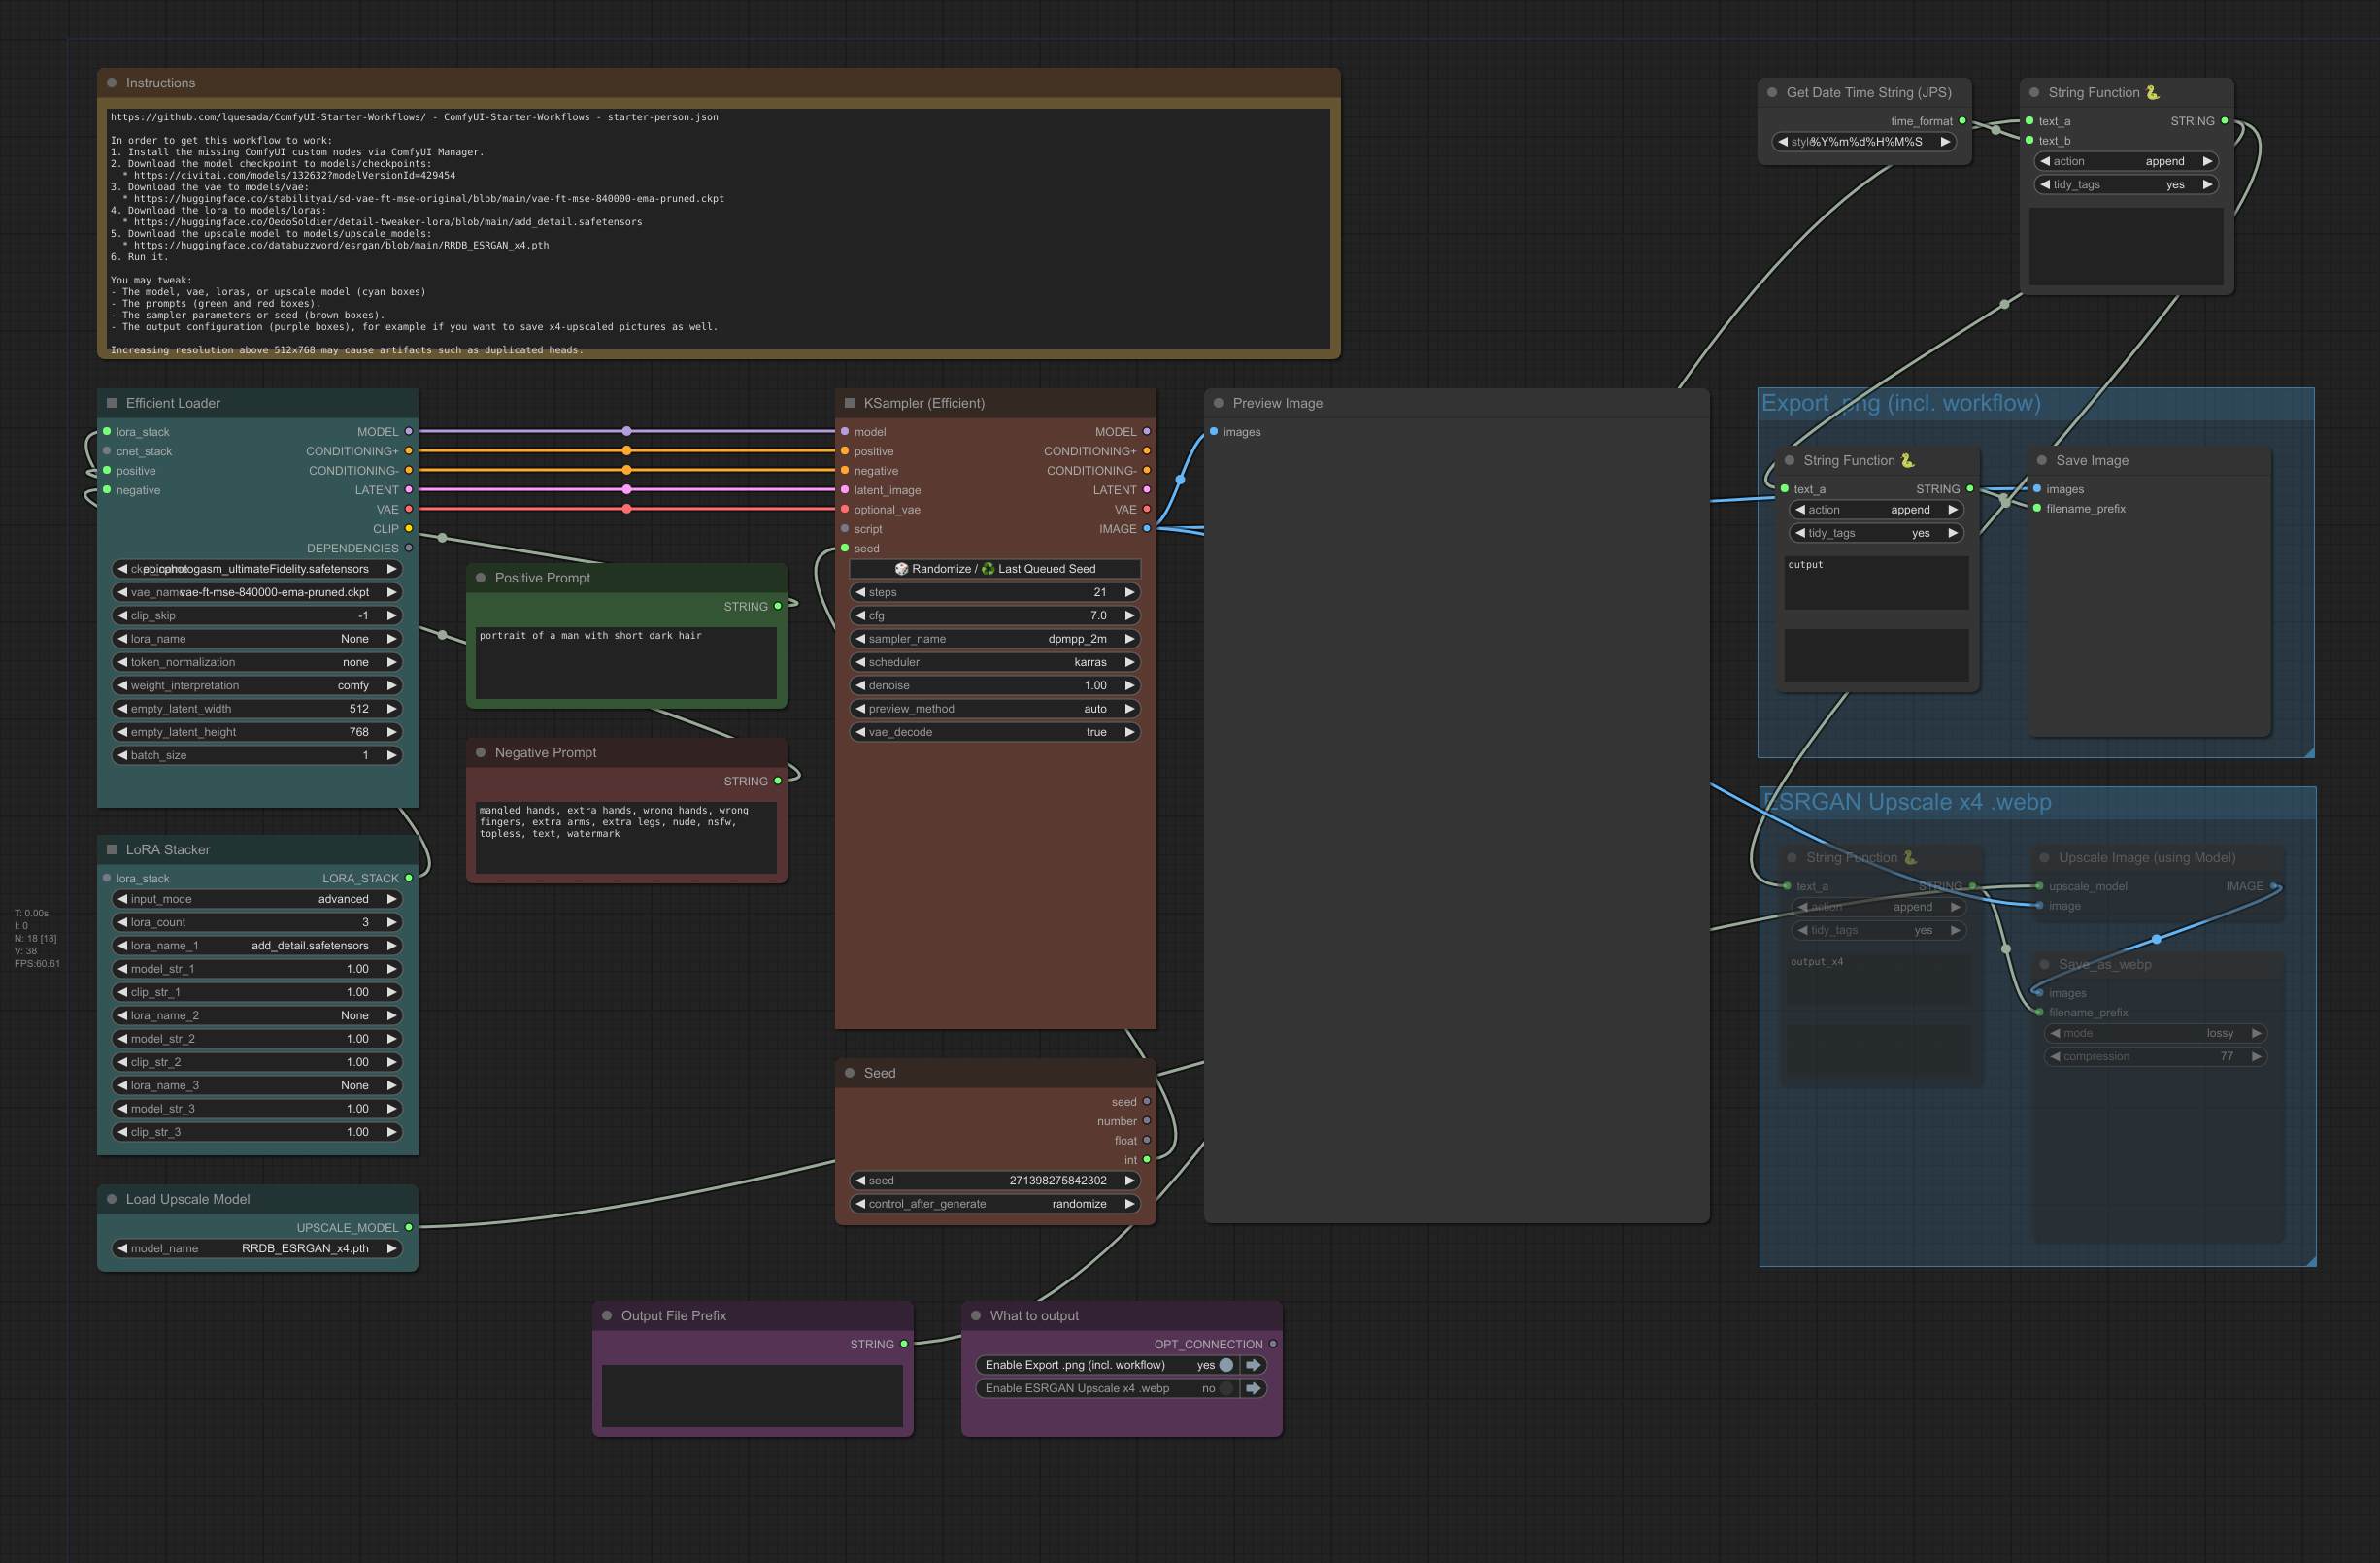 Instructions
https://github.com/lquesada/ComfyUI-Starter-Workflows/ - ComfyUI-Starter-Workflows - starter-person.json
In order to get this workflow to work:
1. Install the missing ComfyUI custom nodes via ComfyUI Manager.
2. Download the model checkpoint to models/checkpoints:
* https://civitai.com/models/132632?modelVersionId=429454
3. Download the vae to models/vae:
* https://huggingface.co/stabilityai/sd-vae-ft-mse-original/blob/main/vae-ft-mse-840000-ema-pruned.ckpt
4. Download the lora to models/loras:
* https://huggingface.co/OedoSoldier/detail-tweaker-lora/blob/main/add_detail.safetensors
5. Download the upscale model to models/upscale_models:
* https://huggingface.co/databuzzword/esrgan/blob/main/RRDB_ESRGAN_x4.pth
6. Run it.
You may tweak:
- The model, vae, loras, or upscale model (cyan boxes)
- The prompts (green and red boxes).
- The sampler parameters or seed (brown boxes).
- The output configuration (purple boxes), for example if you want to save x4-upscaled pictures as well.
Increasing resolution above 512x768 may cause artifacts such as duplicated heads.
Get Date Time String (JPS)
time_format
%Y%m%d%H%M%S
String Function 🐍
text_a STRING
text_b
action append
tidy_tags yes
Efficient Loader
lora_stack MODEL
cnet_stack CONDITIONING+
positive CONDITIONING-
negative LATENT
VAE
CLIP
DEPENDENCIES
epicphotogasm_ultimateFidelity.safetensors
vae_name vae-ft-mse-840000-ema-pruned.ckpt
clip_skip -1
lora_name None
token_normalization none
weight_interpretation comfy
empty_latent_width 512
empty_latent_height 768
batch_size 1
Positive Prompt
STRING
portrait of a man with short dark hair
Negative Prompt
STRING
mangled hands, extra hands, wrong hands, wrong
fingers, extra arms, extra legs, nude, nsfw,
topless, text, watermark
LoRA Stacker
lora_stack LORA_STACK
input_mode advanced
lora_count 3
lora_name_1 add_detail.safetensors
model_str_1 1.00
clip_str_1 1.00
lora_name_2 None
model_str_2 1.00
clip_str_2 1.00
lora_name_3 None
model_str_3 1.00
clip_str_3 1.00
T: 0.00s
I: 0
N: 18 [18]
V: 38
FPS:60.61
Load Upscale Model
UPSCALE_MODEL
model_name RRDB_ESRGAN_x4.pth
KSampler (Efficient)
model MODEL
positive CONDITIONING+
negative CONDITIONING-
latent_image LATENT
optional_vae VAE
script IMAGE
seed
🎲 Randomize / ♻️ Last Queued Seed
steps 21
cfg 7.0
sampler_name dpmpp_2m
scheduler karras
denoise 1.00
preview_method auto
vae_decode true
Seed
seed
number
float
int
seed 271398275842302
control_after_generate randomize
Preview Image
images
Export .png (incl. workflow)
String Function 🐍
text_a STRING
action append
tidy_tags yes
output
Save Image
images
filename_prefix
ESRGAN Upscale x4 .webp
String Function 🐍
text_a STRING
action append
tidy_tags yes
output_x4
Upscale Image (using Model)
upscale_model IMAGE
image
Save_as_webp
images
filename_prefix
mode lossy
compression 77
Output File Prefix
STRING
What to output
OPT_CONNECTION
Enable Export .png (incl. workflow) yes
Enable ESRGAN Upscale x4 .webp no